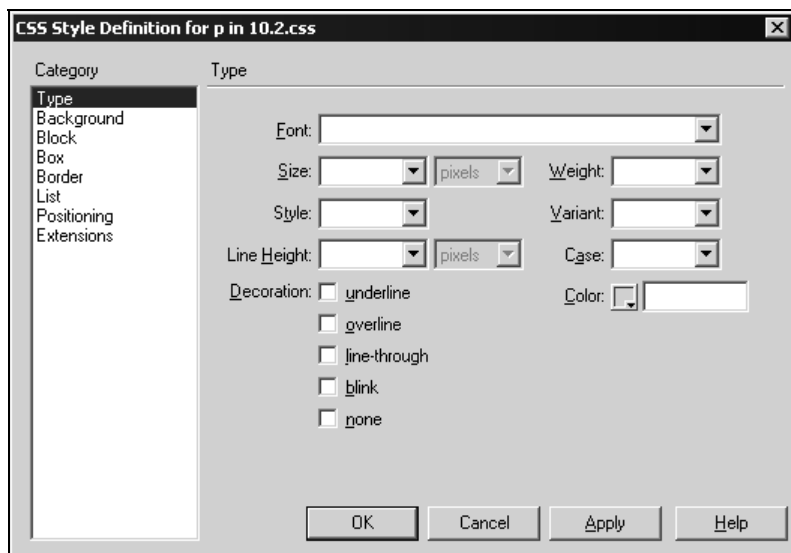 CSS Style Definition for p in 10.2.css
Category
Type
Background
Block
Box
Border
List
Positioning
Extensions
Type
Font:
Size: pixels Weight:
Style: Variant:
Line Height: pixels Case:
Decoration: underline Color:
overline
line-through
blink
none
OK Cancel Apply Help